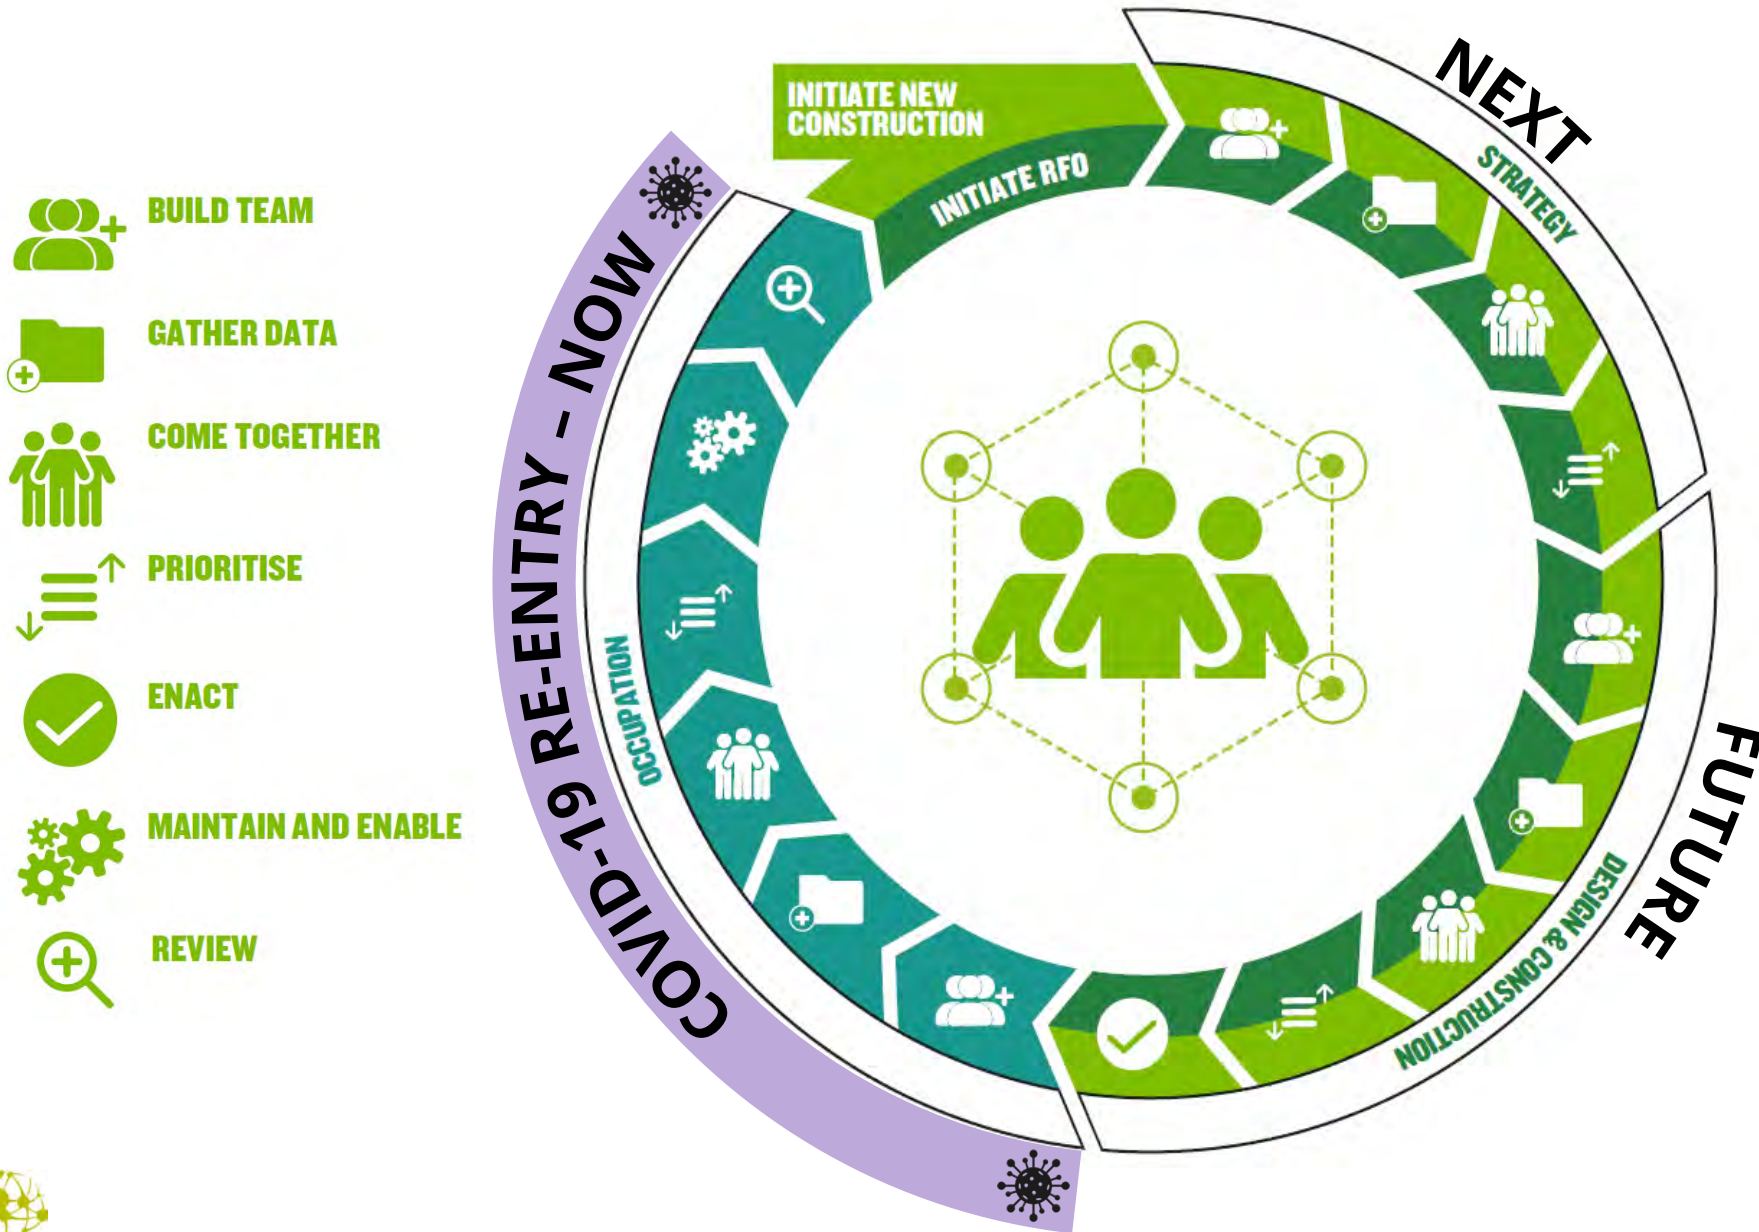 BUILD TEAM
GATHER DATA
COME TOGETHER
PRIORITISE
ENACT
MAINTAIN AND ENABLE
REVIEW
INITIATE NEW
CONSTRUCTION
INITIATE RFO
NEXT
STRATEGY
FUTURE
DESIGN & CONSTRUCTION
OCCUPATION
COVID-19 RE-ENTRY – NOW